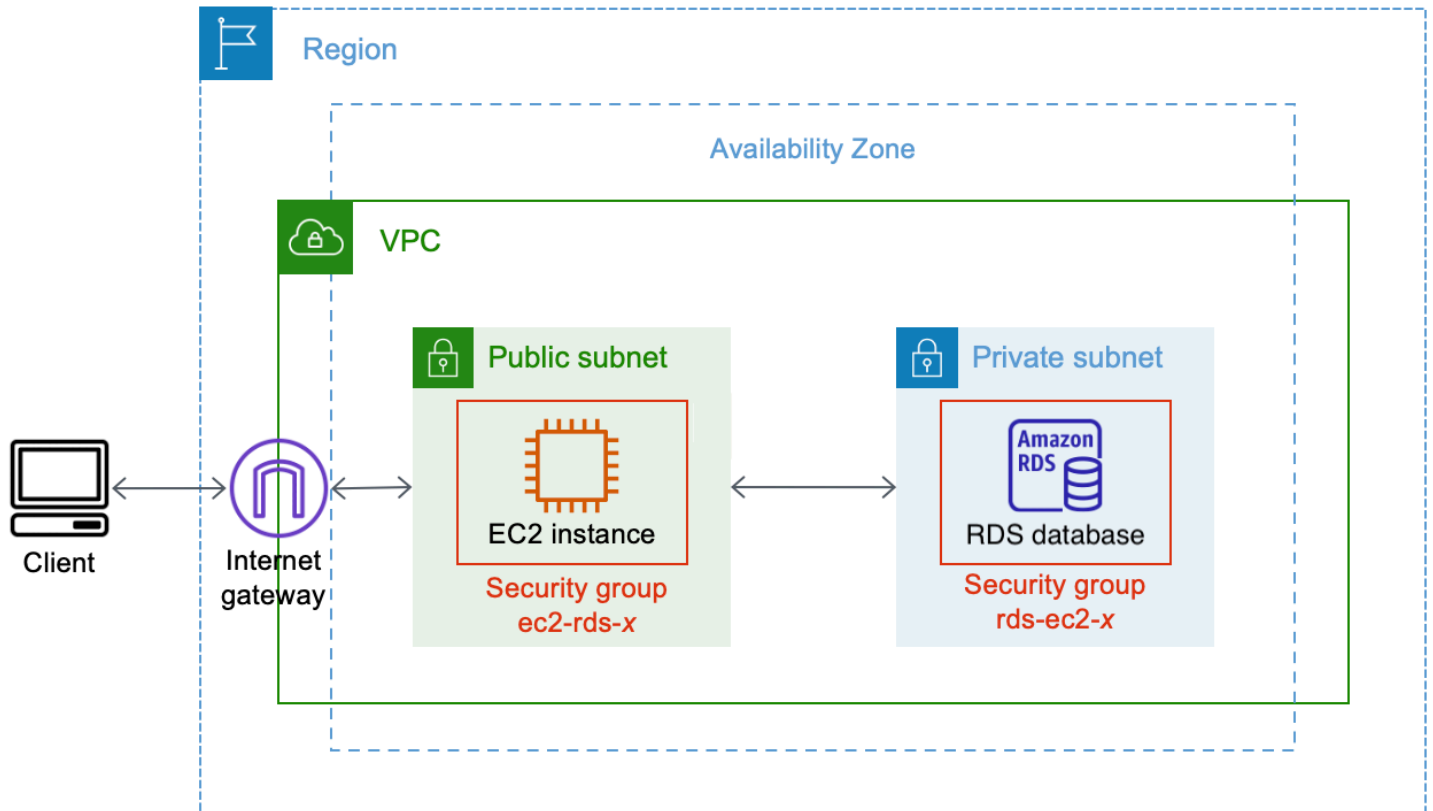 Region
Availability Zone
VPC
Public subnet
Private subnet
Amazon
RDS
EC2 instance
RDS database
Client
Internet
gateway
Security group
ec2-rds-x
Security group
rds-ec2-x